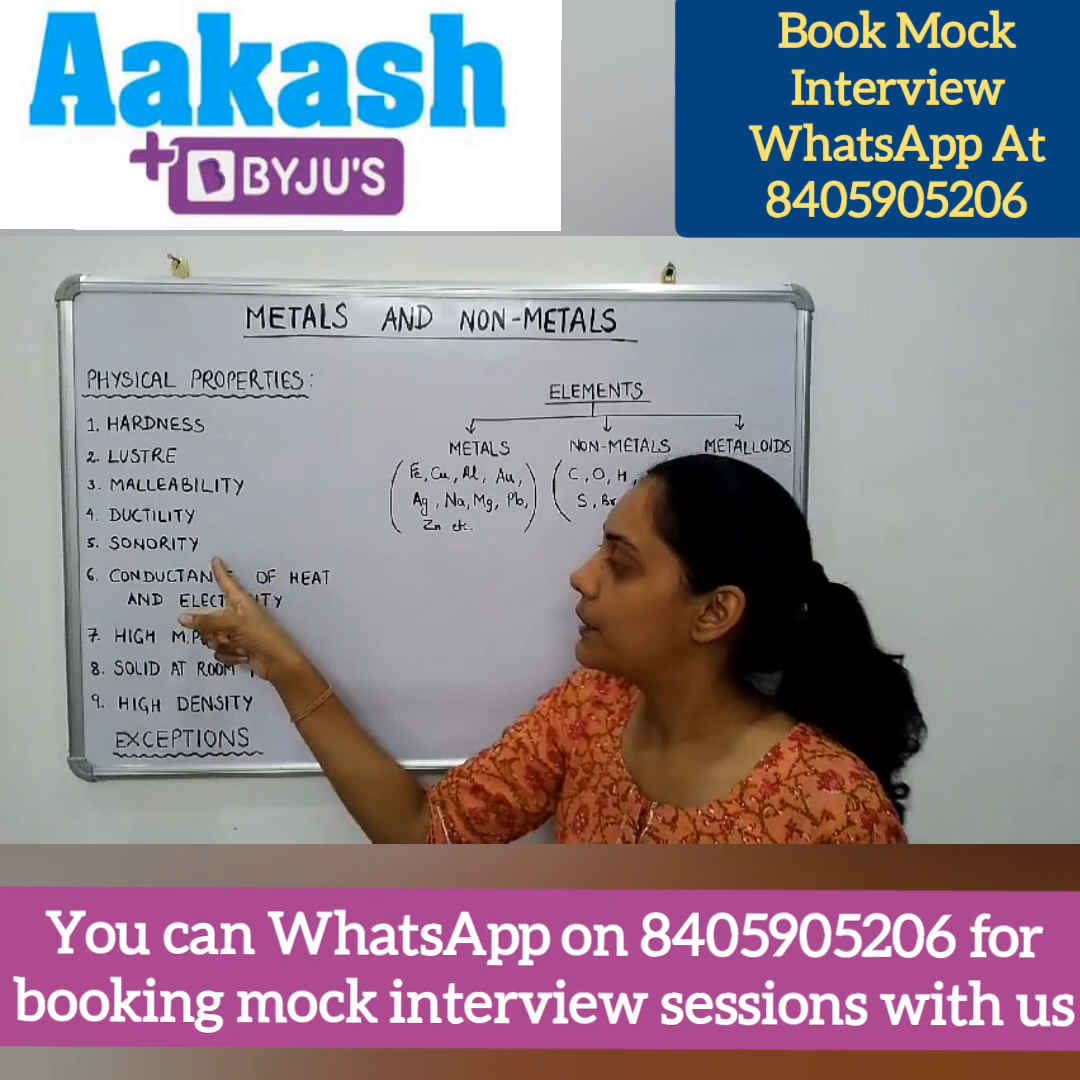 Aakash
+ BYJU'S
Book Mock
Interview
WhatsApp At
8405905206
METALS AND NON-METALS
PHYSICAL PROPERTIES:
1. HARDNESS
2. LUSTRE
3. MALLEABILITY
4. DUCTILITY
5. SONORITY
6. OF HEAT
AND
7. HIGH
8. SOLID AT ROOM
9. HIGH DENSITY
EXCEPTIONS
ELEMENTS
METALS NON-METALS METALLOIDS
(Fe, Cu, Al, Au,
Ag, Na, Mg, Pb,
Zn etc.)
(C, O, H,
S, Br
You can WhatsApp on 8405905206 for
booking mock interview sessions with us